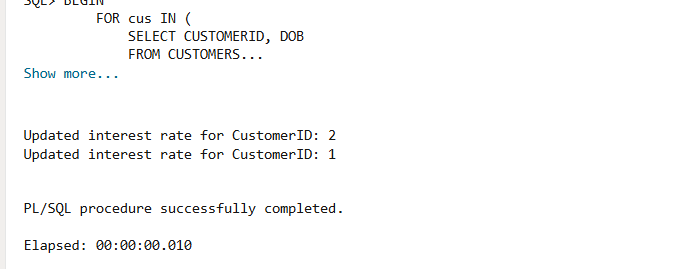 SQL> BEGIN
FOR cus IN (
SELECT CUSTOMERID, DOB
FROM CUSTOMERS...
Show more...
Updated interest rate for CustomerID: 2
Updated interest rate for CustomerID: 1
PL/SQL procedure successfully completed.
Elapsed: 00:00:00.010